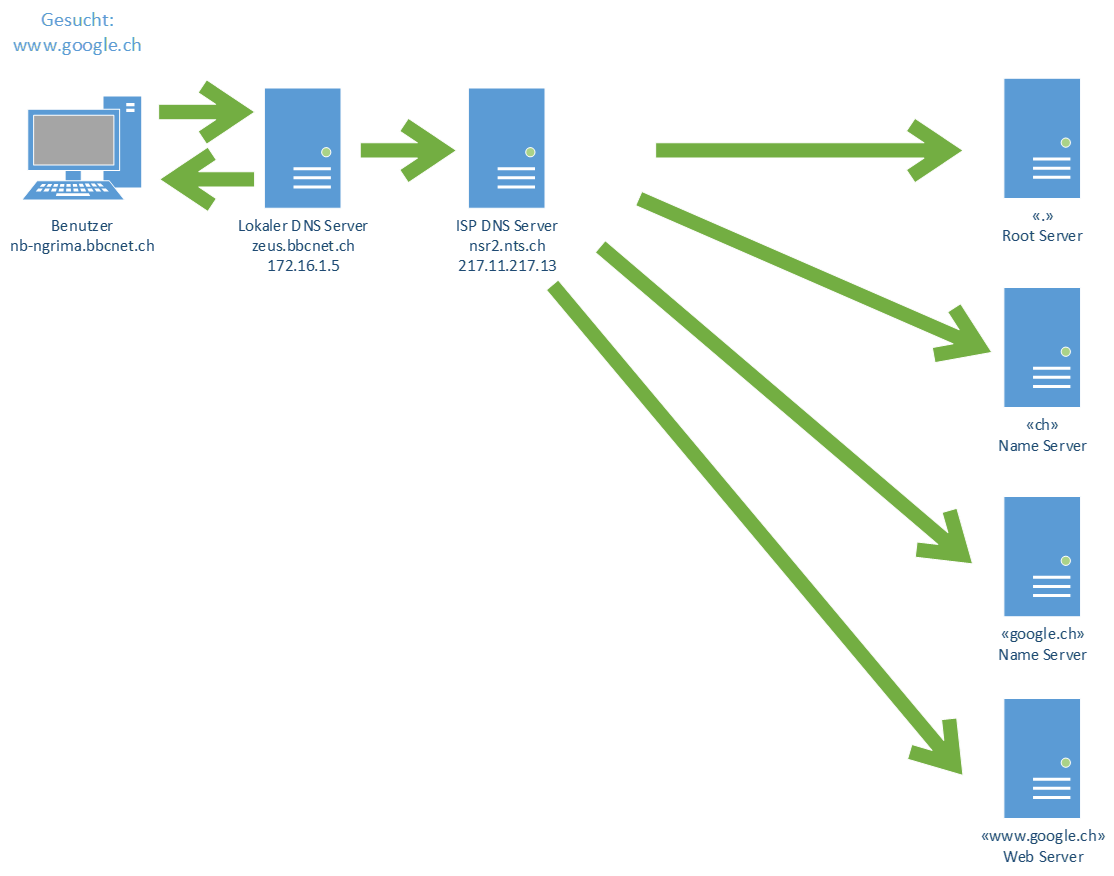 Gesucht:
www.google.ch
Benutzer
nb-ngrima.bbcnet.ch
Lokaler DNS Server
zeus.bbcnet.ch
172.16.1.5
ISP DNS Server
nsr2.nts.ch
217.11.217.13
«.»
Root Server
«ch»
Name Server
«google.ch»
Name Server
«www.google.ch»
Web Server